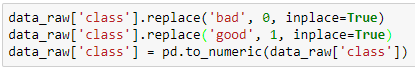 data_raw['class'].replace('bad', 0, inplace=True)
data_raw['class'].replace('good', 1, inplace=True)
data_raw['class'] = pd.to_numeric(data_raw['class'])